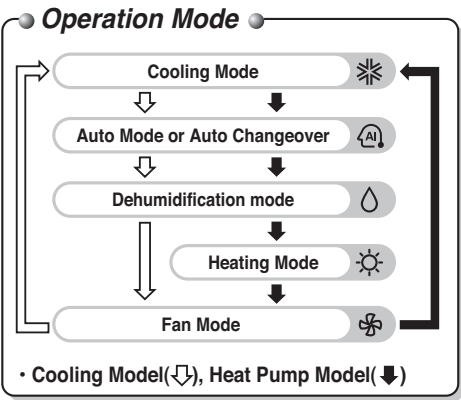 Operation Mode
Cooling Mode
Auto Mode or Auto Changeover AI
Dehumidification mode
Heating Mode
Fan Mode
· Cooling Model(⇩), Heat Pump Model(⬇)